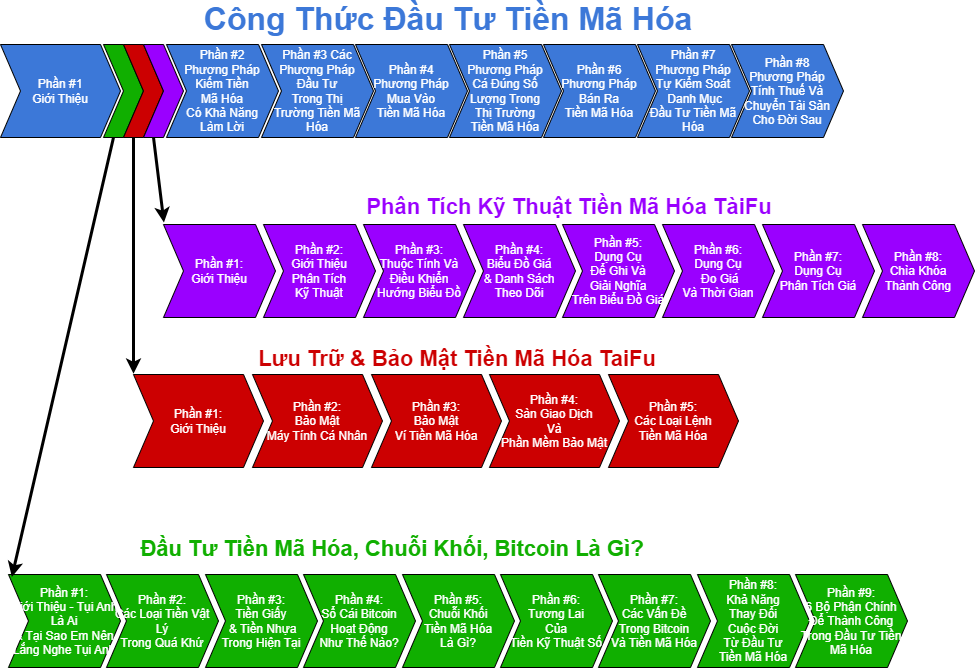 Công Thức Đầu Tư Tiền Mã Hóa
Phần #1
Giới Thiệu
Phần #2
Phương Pháp
Kiếm Tiền
Mã Hóa
Có Khả Năng
Làm Lời
Phần #3 Các
Phương Pháp
Đầu Tư
Trong Thị
Trường Tiền Mã
Hóa
Phần #4
Phương Pháp
Mua Vào
Tiền Mã Hóa
Phần #5
Phương Pháp
Cá Đúng Số
Lượng Trong
Thị Trường
Tiền Mã Hóa
Phần #6
Phương Pháp
Bán Ra
Tiền Mã Hóa
Phần #7
Phương Pháp
Tự Kiểm Soát
Danh Mục
Đầu Tư Tiền Mã
Hóa
Phần #8
Phương Pháp
Tính Thuế Và
Chuyển Tài Sản
Cho Đời Sau
Phân Tích Kỹ Thuật Tiền Mã Hóa TàiFu
Phần #1:
Giới Thiệu
Phần #2:
Giới Thiệu
Phân Tích
Kỹ Thuật
Phần #3:
Thuộc Tính Và
Điều Khiển
Hướng Biểu Đồ
Phần #4:
Biểu Đồ Giá
& Danh Sách
Theo Dõi
Phần #5:
Dụng Cụ
Để Ghi Và
Giải Nghĩa
Trên Biểu Đồ Giá
Phần #6:
Dụng Cụ
Đo Giá
Và Thời Gian
Phần #7:
Dụng Cụ
Phân Tích Giá
Phần #8:
Chìa Khóa
Thành Công
Lưu Trữ & Bảo Mật Tiền Mã Hóa TaiFu
Phần #1:
Giới Thiệu
Phần #2:
Bảo Mật
Máy Tính Cá Nhân
Phần #3:
Bảo Mật
Ví Tiền Mã Hóa
Phần #4:
Sàn Giao Dịch
Và
Phần Mềm Bảo Mật
Phần #5:
Các Loại Lệnh
Tiền Mã Hóa
Đầu Tư Tiền Mã Hóa, Chuỗi Khối, Bitcoin Là Gì?
Phần #1:
Giới Thiệu - Tụi Anh
Là Ai
Tại Sao Em Nên
Lắng Nghe Tụi Anh
Phần #2:
Các Loại Tiền Vật
Lý
Trong Quá Khứ
Phần #3:
Tiền Giấy
& Tiền Nhựa
Trong Hiện Tại
Phần #4:
Số Cái Bitcoin
Hoạt Động
Như Thế Nào?
Phần #5:
Chuỗi Khối
Tiền Mã Hóa
Là Gì?
Phần #6:
Tương Lai
Của
Tiền Kỹ Thuật Số
Phần #7:
Các Vấn Đề
Trong Bitcoin
Và Tiền Mã Hóa
Phần #8:
Khả Năng
Thay Đổi
Cuộc Đời
Từ Đầu Tư
Tiền Mã Hóa
Phần #9:
6 Bộ Phận Chính
Để Thành Công
Trong Đầu Tư Tiền
Mã Hóa